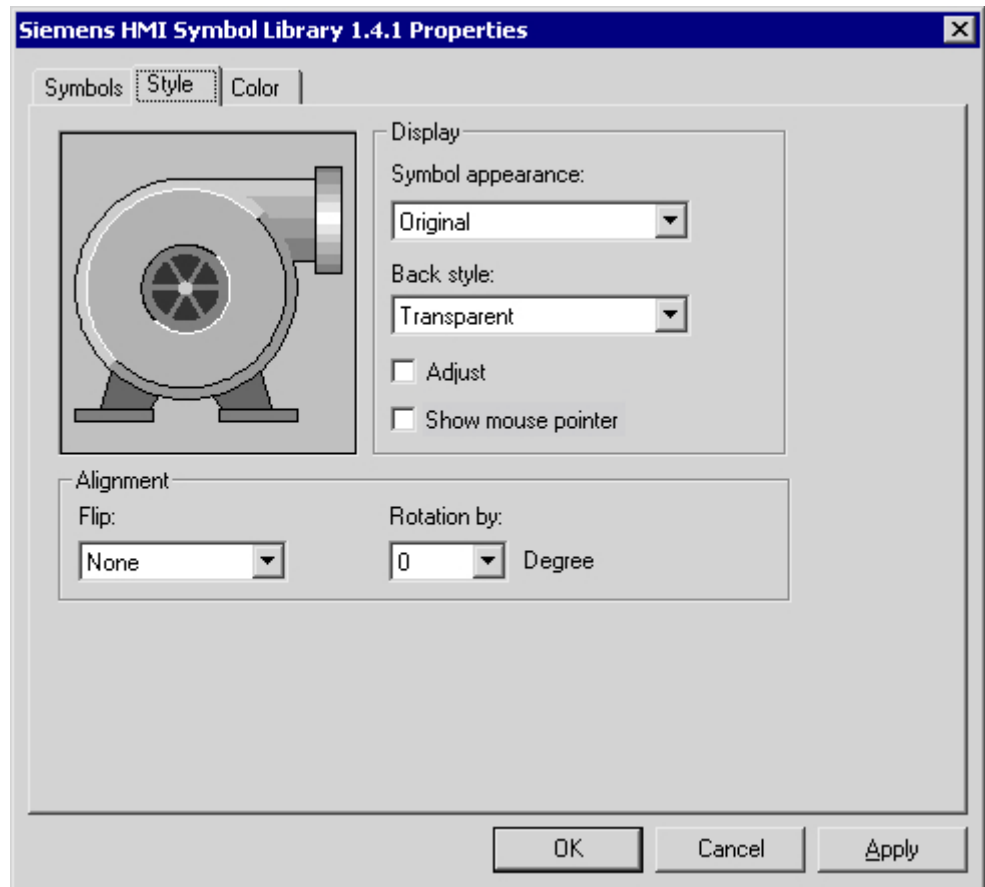 Siemens HMI Symbol Library 1.4.1 Properties
Symbols Style Color
Display
Symbol appearance:
Original
Back style:
Transparent
Adjust
Show mouse pointer
Alignment
Flip: Rotation by:
None 0 Degree
OK Cancel Apply